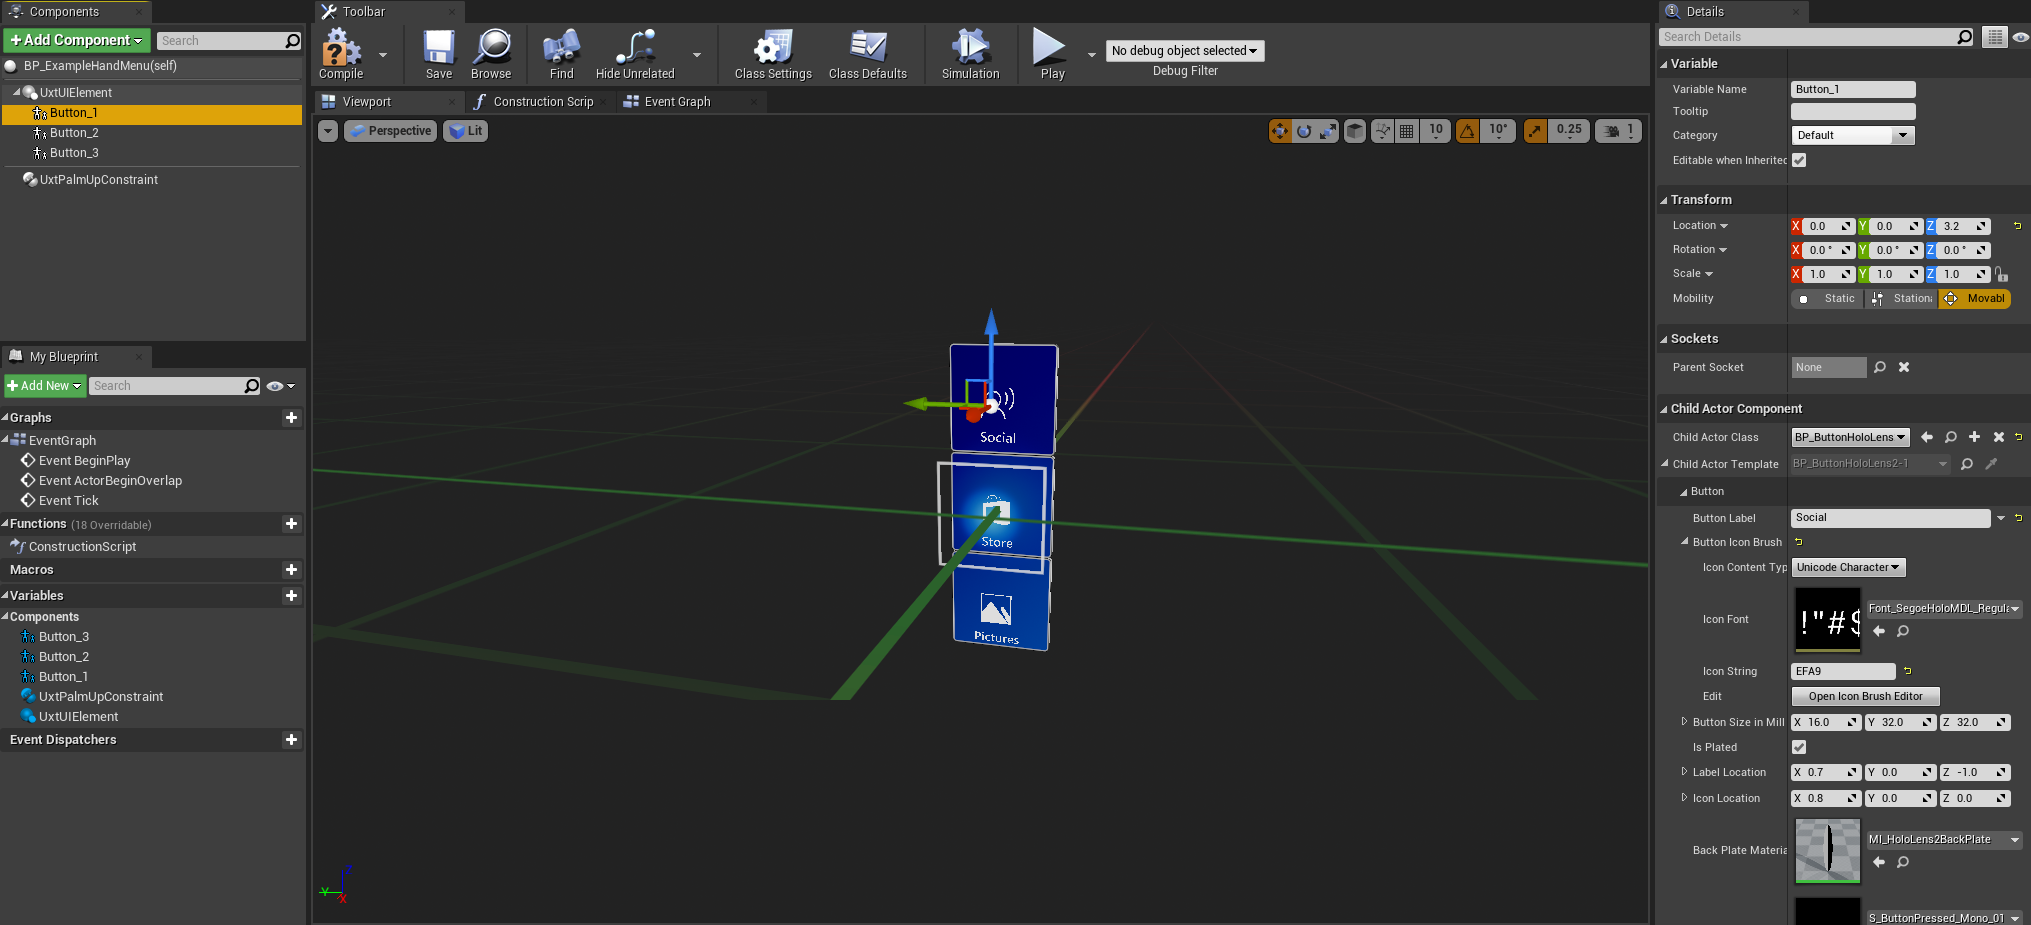 Components
Add Component
Search
BP_ExampleHandMenu(self)
UxtUIElement
Button_1
Button_2
Button_3
UxtPalmUpConstraint
My Blueprint
Add New
Search
Graphs
EventGraph
Event BeginPlay
Event ActorBeginOverlap
Event Tick
Functions (18 Overridable)
ConstructionScript
Macros
Variables
Components
Button_3
Button_2
Button_1
UxtPalmUpConstraint
UxtUIElement
Event Dispatchers
Toolbar
Compile
Save
Browse
Find
Hide Unrelated
Class Settings
Class Defaults
Simulation
Play
No debug object selected
Debug Filter
Viewport
Construction Scrip
Event Graph
Perspective
Lit
10
10°
0.25
1
Social
Store
Pictures
Z
Y
X
Details
Search Details
Variable
Variable Name Button_1
Tooltip
Category Default
Editable when Inherited
Transform
Location X 0.0 Y 0.0 Z 3.2
Rotation X 0.0 ° Y 0.0 ° Z 0.0 °
Scale X 1.0 Y 1.0 Z 1.0
Mobility Static Station Movabl
Sockets
Parent Socket None
Child Actor Component
Child Actor Class BP_ButtonHoloLens
Child Actor Template BP_ButtonHoloLens2-1
Button
Button Label Social
Button Icon Brush
Icon Content Typ Unicode Character
Icon Font !"#$ Font_SegoeHoloMDL_Regula
Icon String EFA9
Edit Open Icon Brush Editor
Button Size in Mill X 16.0 Y 32.0 Z 32.0
Is Plated
Label Location X 0.7 Y 0.0 Z -1.0
Icon Location X 0.8 Y 0.0 Z 0.0
Back Plate Materia MI_HoloLens2BackPlate
S_ButtonPressed_Mono_01